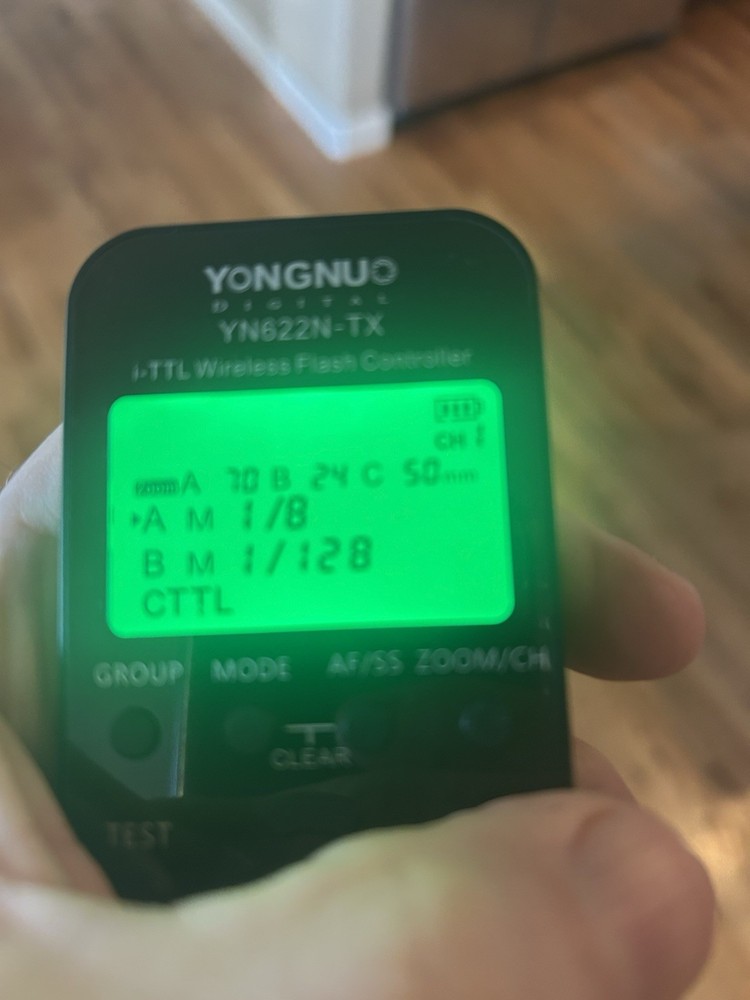 YONGNUO
DIGITAL
YN622N-TX
i-TTL Wireless Flash Controller
CH 1
zoom A 70 B 24 C 50mm
A M 1/8
B M 1/128
CTTL
GROUP MODE AF/SS ZOOM/CH
CLEAR
TEST